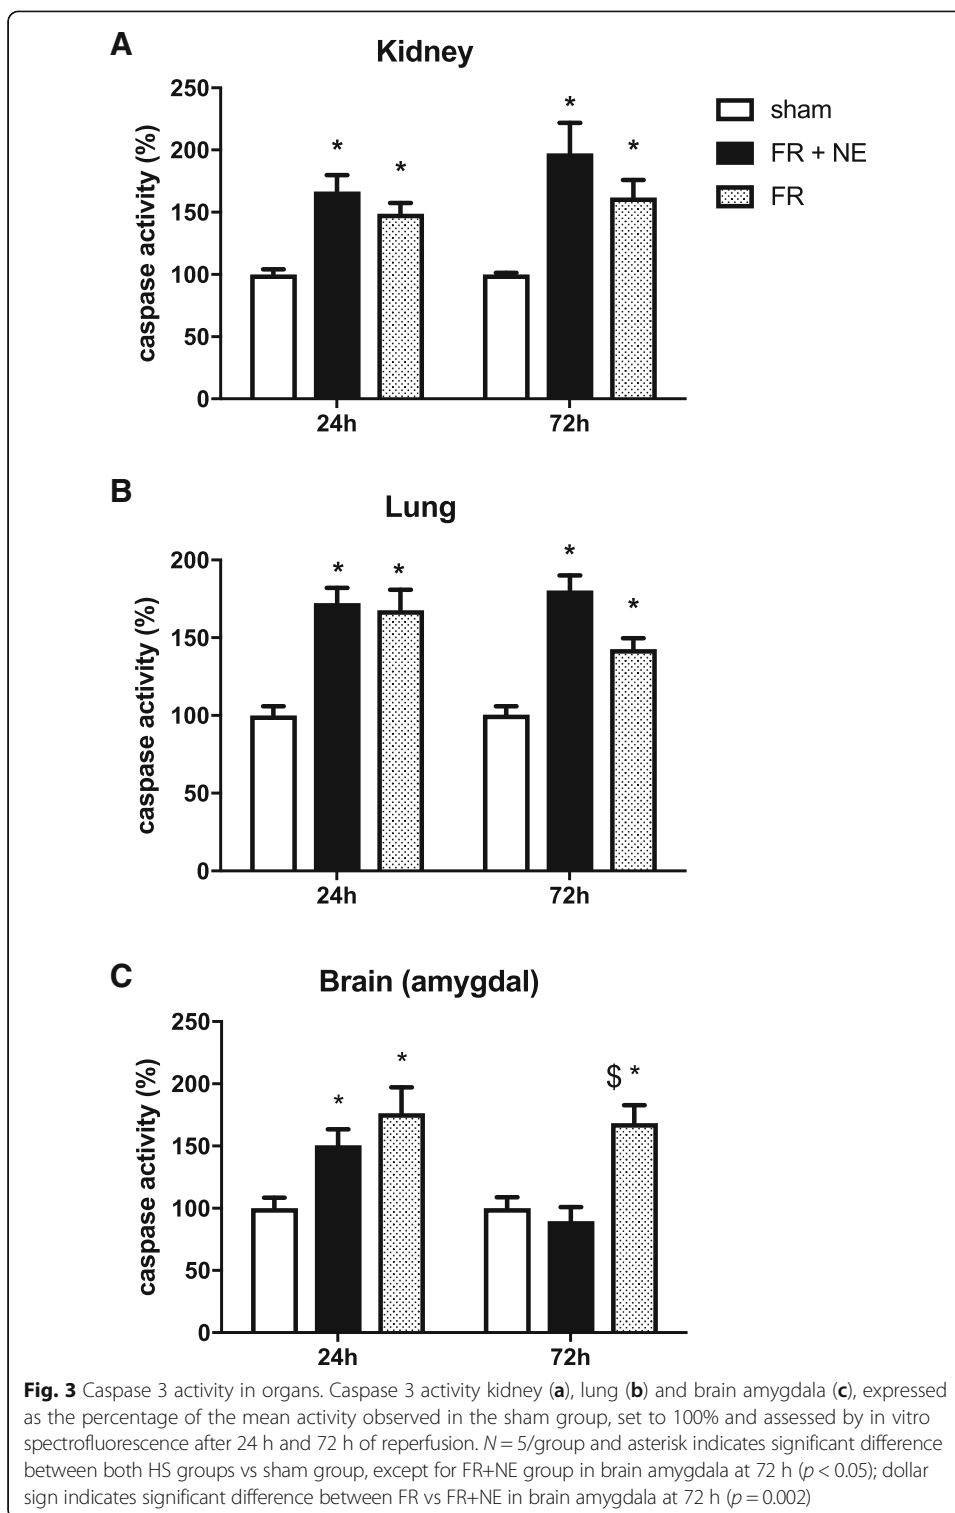 A
Kidney
250
200
150
100
50
0
caspase activity (%)
* * * *
24h 72h
sham
FR + NE
FR
B
Lung
200
150
100
50
0
caspase activity (%)
* * * *
24h 72h
C
Brain (amygdal)
250
200
150
100
50
0
caspase activity (%)
* * $ *
24h 72h
Fig. 3 Caspase 3 activity in organs. Caspase 3 activity kidney (a), lung (b) and brain amygdala (c), expressed
as the percentage of the mean activity observed in the sham group, set to 100% and assessed by in vitro
spectrofluorescence after 24 h and 72 h of reperfusion. N = 5/group and asterisk indicates significant difference
between both HS groups vs sham group, except for FR+NE group in brain amygdala at 72 h (p < 0.05); dollar
sign indicates significant difference between FR vs FR+NE in brain amygdala at 72 h (p = 0.002)